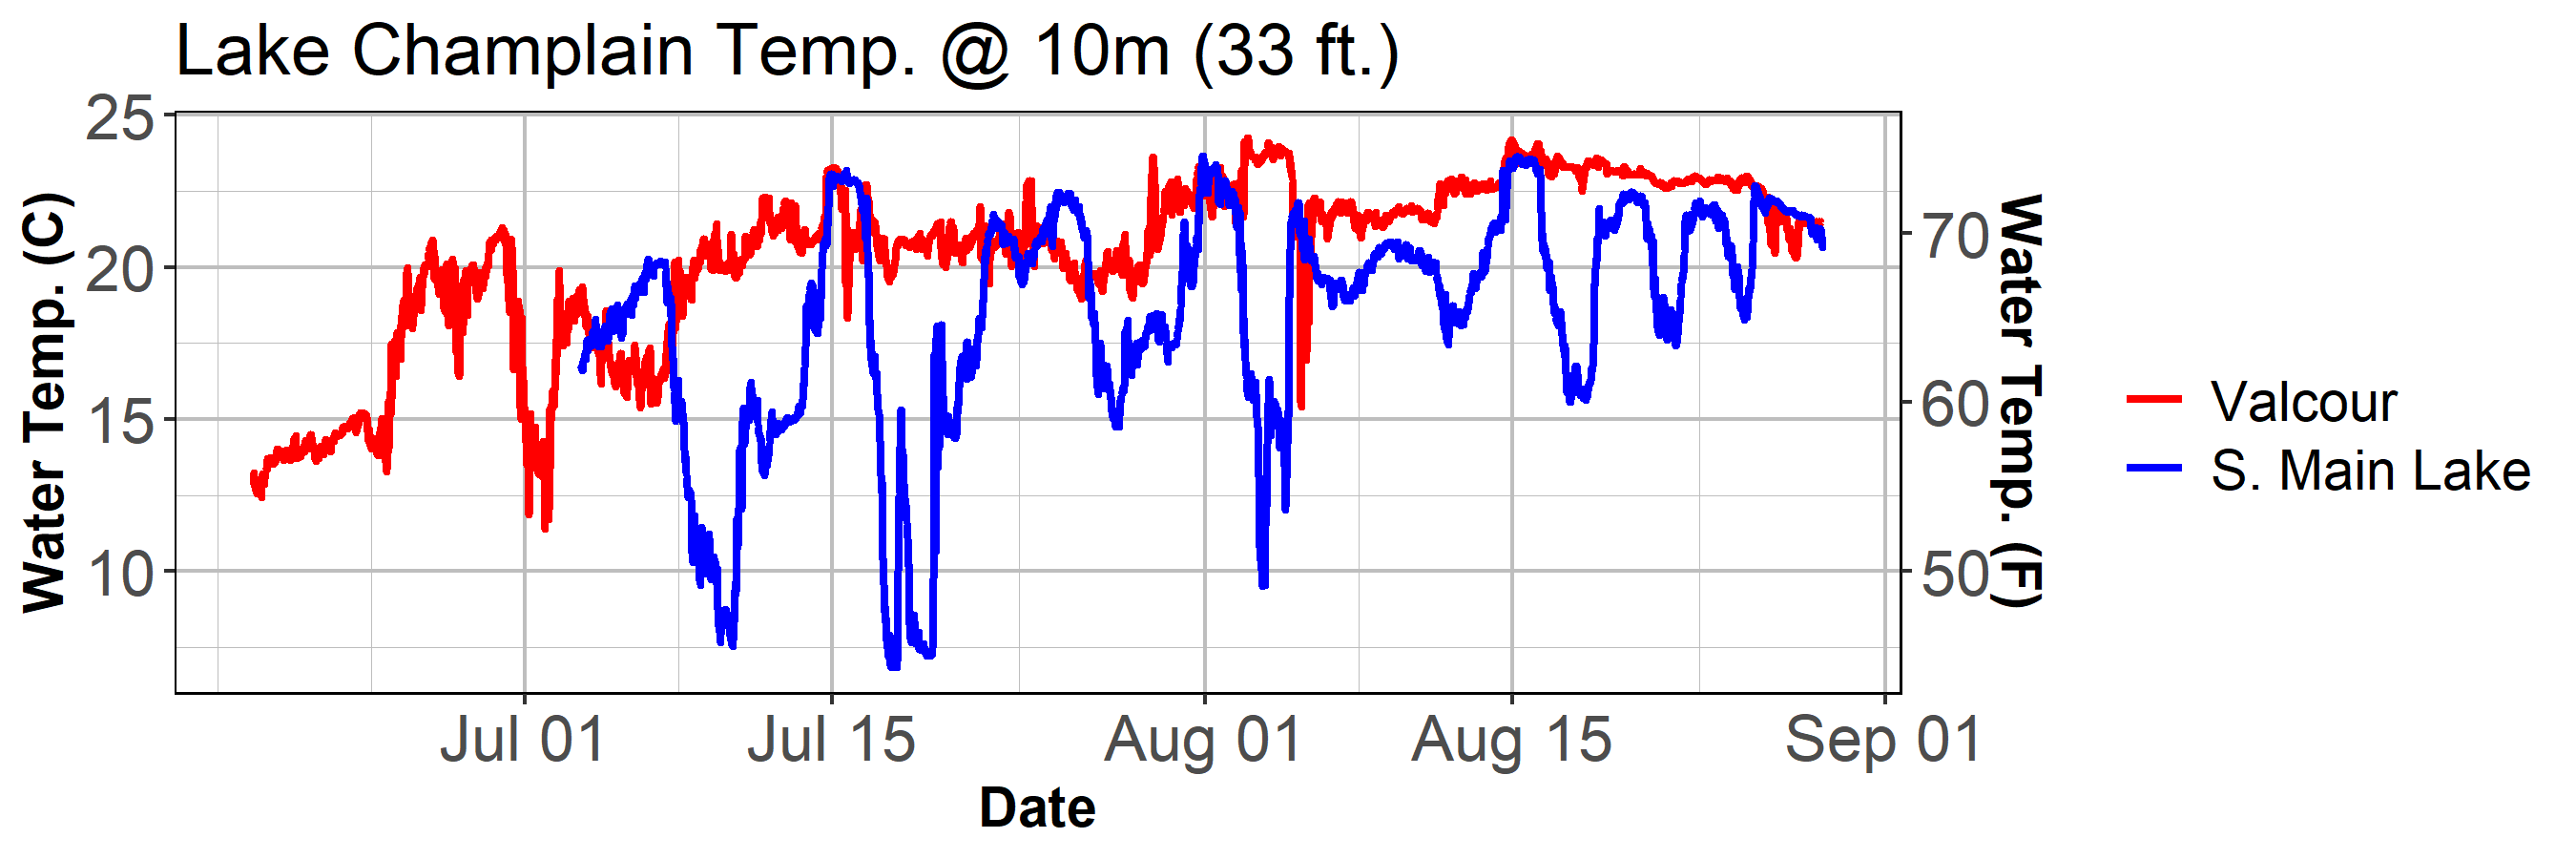 Lake Champlain Temp. @ 10m (33 ft.)
25
20
15
10
Water Temp. (C)
70
60
50
Water Temp. (F)
Jul 01
Jul 15
Aug 01
Aug 15
Sep 01
Date
Valcour
S. Main Lake